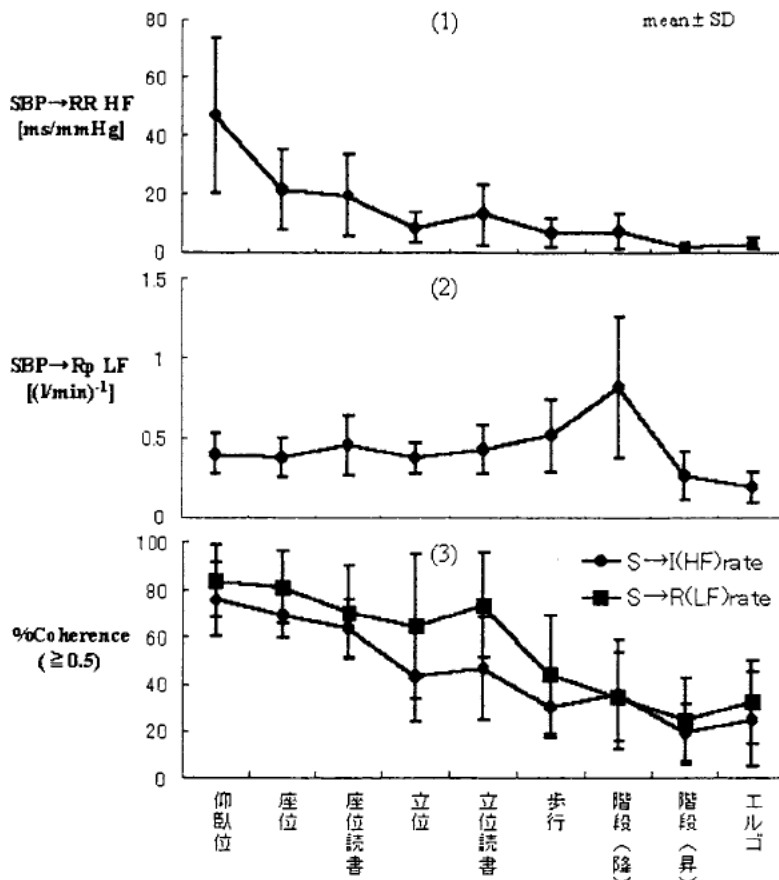 (1)
mean± SD
SBP→RR HF
[ms/mmHg]
80
60
40
20
0
(2)
SBP→Rp LF
[(l/min)-1]
1.5
1
0.5
0
(3)
S→I(HF)rate
S→R(LF)rate
%Coherence
(≧0.5)
100
80
60
40
20
0
仰臥位
座位
座位読書
立位
立位読書
歩行
階段(降)
階段(昇)
エルゴ